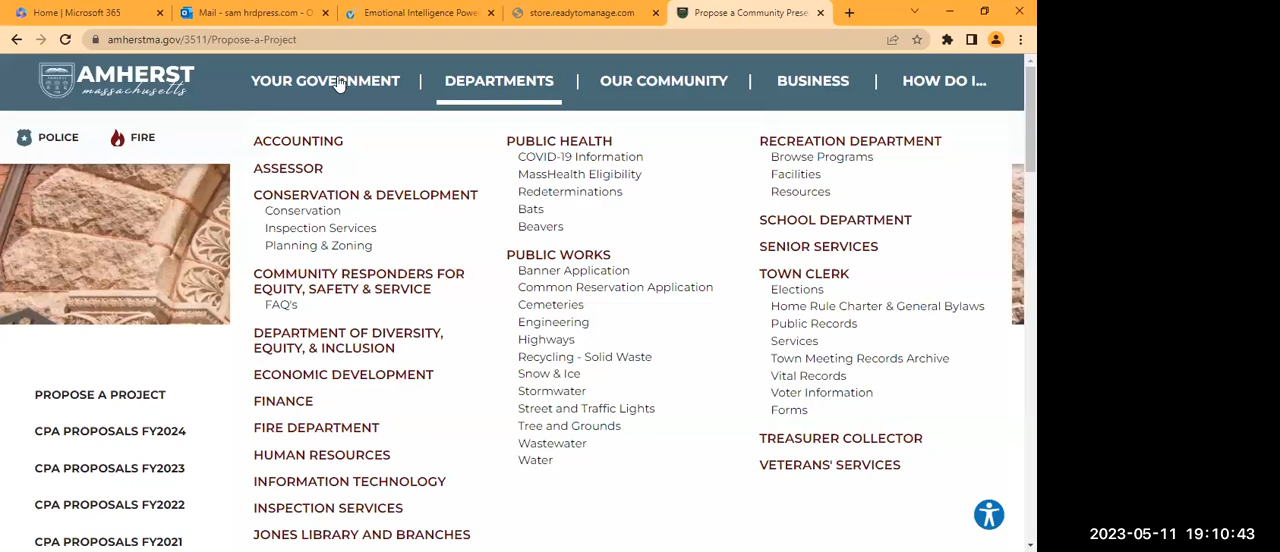 Home | Microsoft 365
Mail - sam hrdpress.com - O
Emotional Intelligence Powe
store.readytomanage.com
Propose a Community Prese
amherstma.gov/3511/Propose-a-Project
AMHERST
massachusetts
YOUR GOVERNMENT | DEPARTMENTS | OUR COMMUNITY | BUSINESS | HOW DO I...
POLICE
FIRE
ACCOUNTING
ASSESSOR
CONSERVATION & DEVELOPMENT
Conservation
Inspection Services
Planning & Zoning
COMMUNITY RESPONDERS FOR
EQUITY, SAFETY & SERVICE
FAQ's
DEPARTMENT OF DIVERSITY,
EQUITY, & INCLUSION
ECONOMIC DEVELOPMENT
FINANCE
FIRE DEPARTMENT
HUMAN RESOURCES
INFORMATION TECHNOLOGY
INSPECTION SERVICES
JONES LIBRARY AND BRANCHES
PUBLIC HEALTH
COVID-19 Information
MassHealth Eligibility
Redeterminations
Bats
Beavers
PUBLIC WORKS
Banner Application
Common Reservation Application
Cemeteries
Engineering
Highways
Recycling - Solid Waste
Snow & Ice
Stormwater
Street and Traffic Lights
Tree and Grounds
Wastewater
Water
RECREATION DEPARTMENT
Browse Programs
Facilities
Resources
SCHOOL DEPARTMENT
SENIOR SERVICES
TOWN CLERK
Elections
Home Rule Charter & General Bylaws
Public Records
Services
Town Meeting Records Archive
Vital Records
Voter Information
Forms
TREASURER COLLECTOR
VETERANS' SERVICES
PROPOSE A PROJECT
CPA PROPOSALS FY2024
CPA PROPOSALS FY2023
CPA PROPOSALS FY2022
CPA PROPOSALS FY2021
2023-05-11 19:10:43